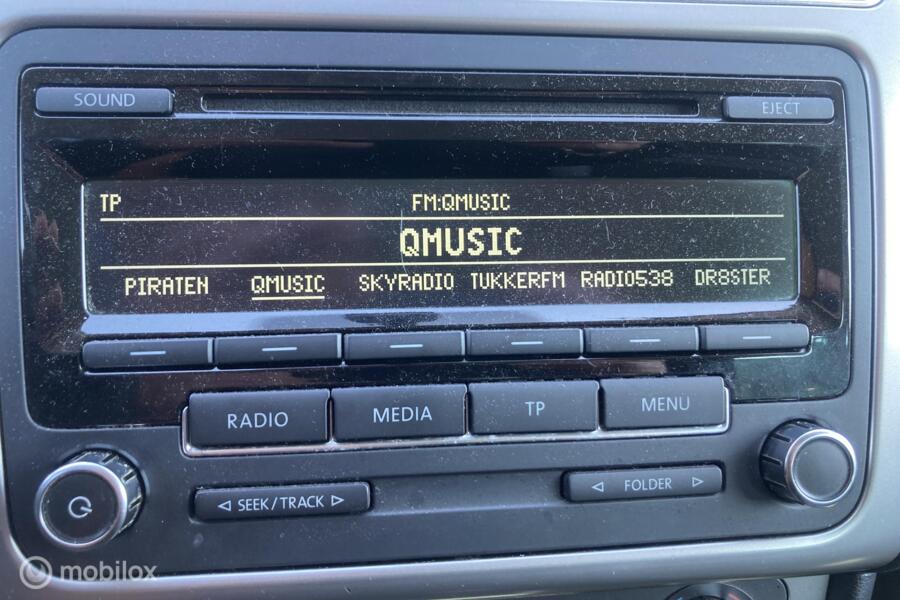 SOUND EJECT
TP FM:QMUSIC
QMUSIC
PIRATEN QMUSIC SKYRADIO TUKKERFM RADIO538 DR8STER
RADIO MEDIA TP MENU
SEEK/TRACK FOLDER
mobilox